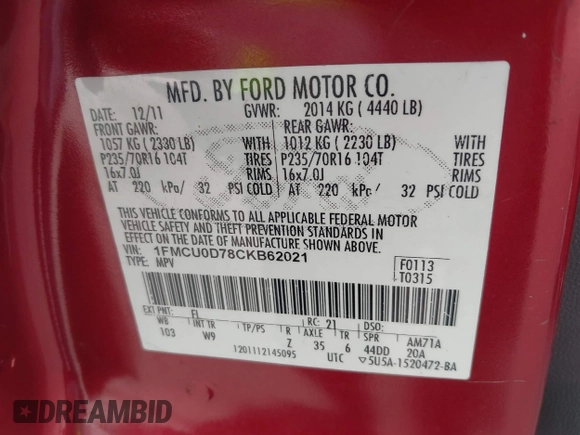 MFD. BY FORD MOTOR CO.
DATE: 12/11 GVWR: 2014 KG ( 4440 LB)
FRONT GAWR: REAR GAWR:
1057 KG ( 2330 LB) WITH 1012 KG ( 2230 LB) WITH
P235/70R16 104T TIRES P235/70R16 104T TIRES
16x7.0J RIMS 16x7.0J RIMS
AT 220 kPa/ 32 PSI COLD AT 220 kPa/ 32 PSI COLD
THIS VEHICLE CONFORMS TO ALL APPLICABLE FEDERAL MOTOR
VEHICLE SAFETY AND THEFT PREVENTION STANDARDS IN
EFFECT ON THE DATE OF MANUFACTURE SHOWN ABOVE.
VIN: 1FMCU0D78CKB62021
TYPE: MPV
F0113
T0315
EXT PNT: FL RC: 21 DSO:
WB INT TR TP/PS R AXLE TR SPR AM71A
103 W9 Z 35 6 44DD 20A
1201112145095 UTC ▽5U5A-1520472-BA
Ford
DREAMBID.COM